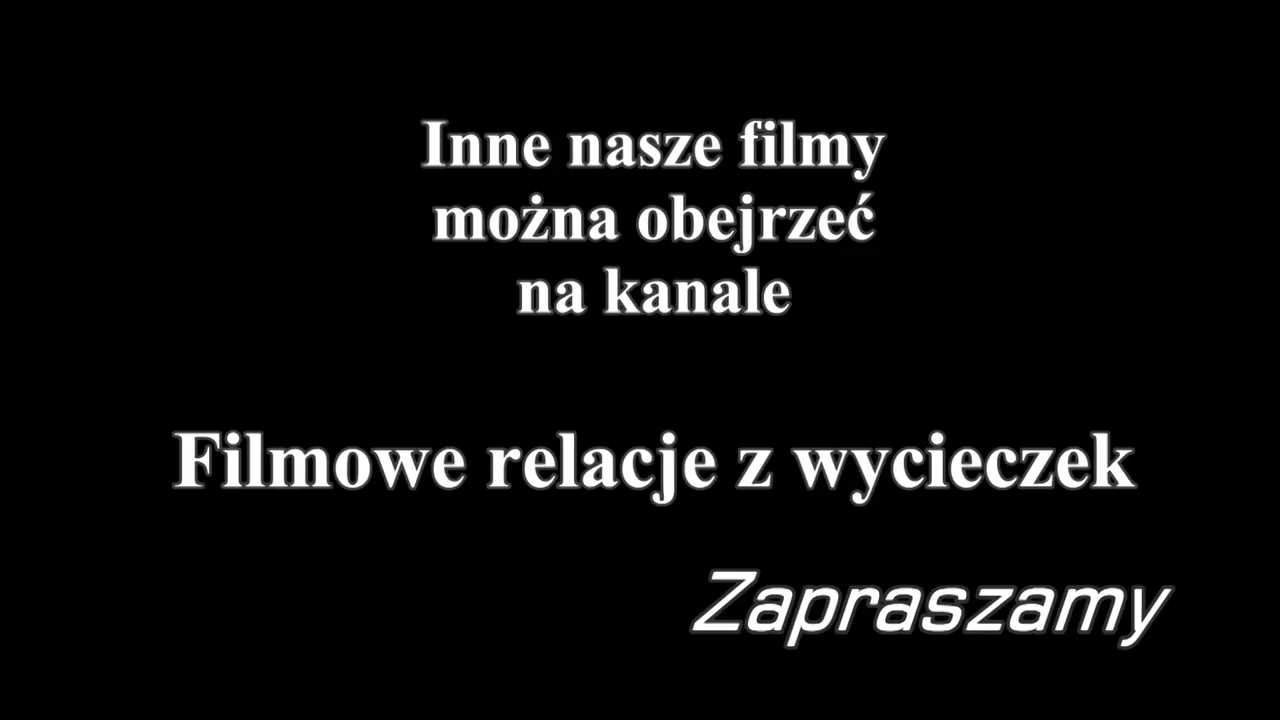 Inne nasze filmy
można obejrzeć
na kanale
Filmowe relacje z wycieczek
Zapraszamy